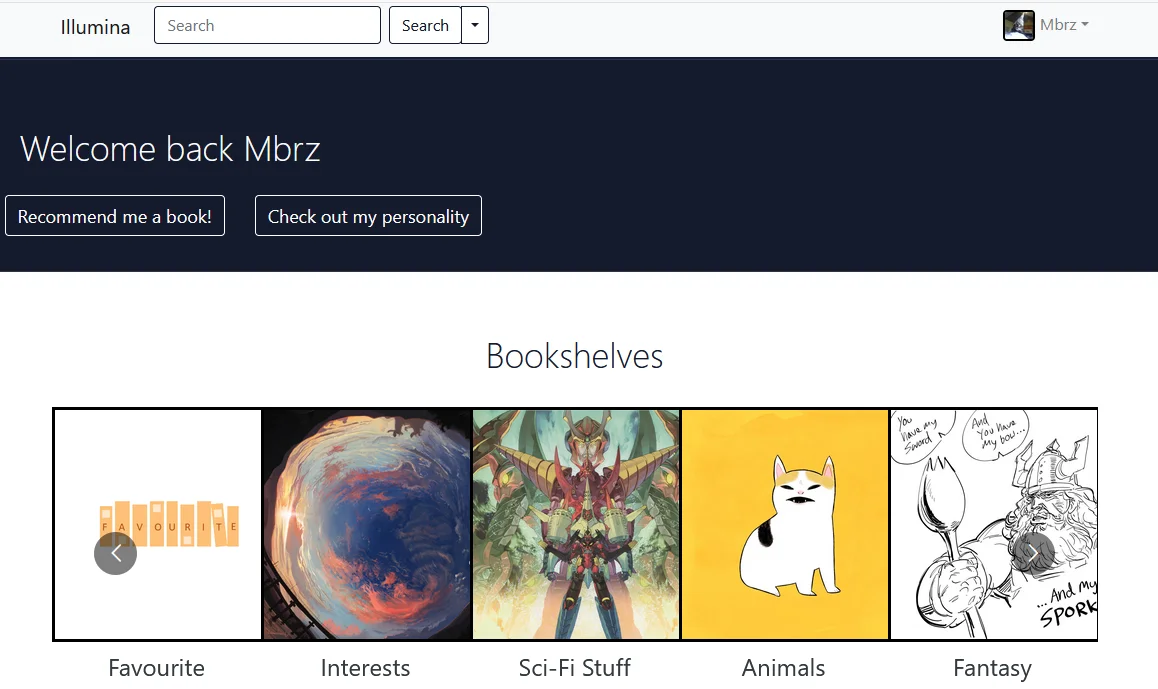 Illumina
Search
Search
Mbrz
Welcome back Mbrz
Recommend me a book!
Check out my personality
Bookshelves
FAVOURITE
You
have my
Sword
And
you have
my bow...
...And my
SPORK
Favourite
Interests
Sci-Fi Stuff
Animals
Fantasy